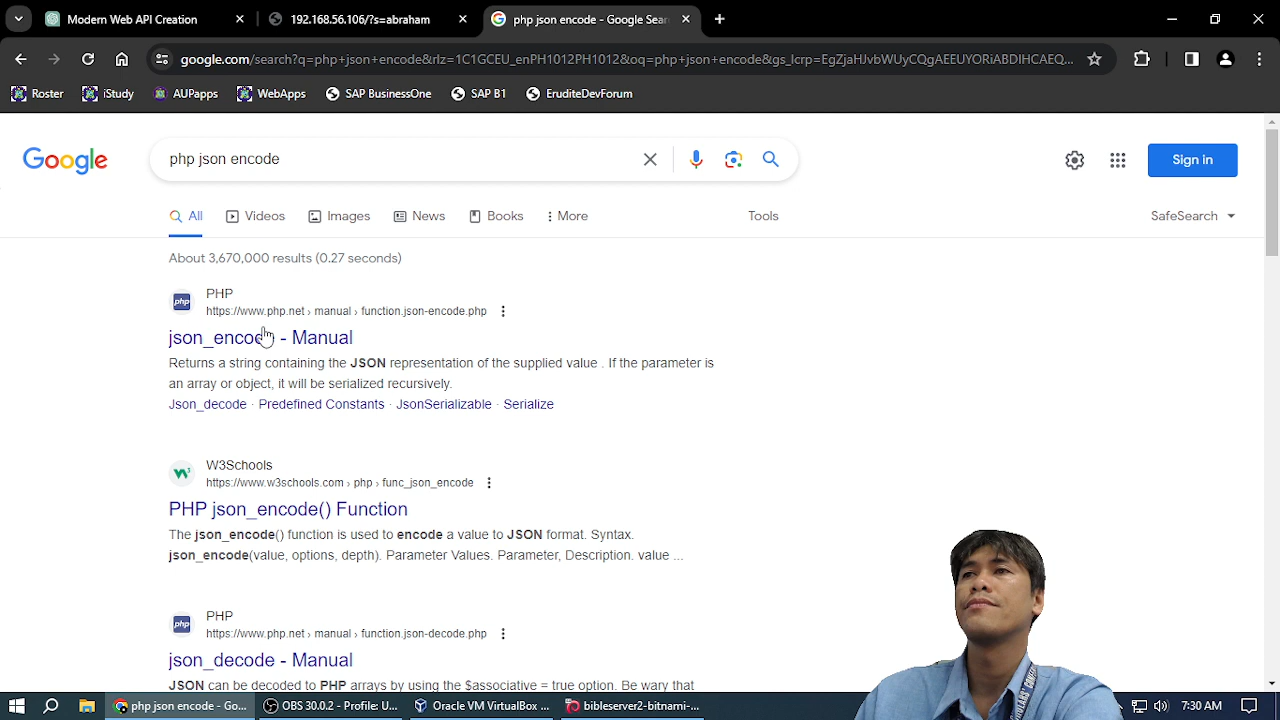 Modern Web API Creation
192.168.56.106/?s=abraham
php json encode - Google Sear
google.com/search?q=php+json+encode&rlz=1C1GCEU_enPH1012PH1012&oq=php+json+encode&gs_lcrp=EgZjaHJvbWUyCQgAEEUYORiABDIHCAEQ...
Roster
iStudy
AUPapps
WebApps
SAP BusinessOne
SAP B1
EruditeDevForum
Google
php json encode
Sign in
All
Videos
Images
News
Books
More
Tools
SafeSearch
About 3,670,000 results (0.27 seconds)
php
PHP
https://www.php.net › manual › function.json-encode.php
json_encode - Manual
Returns a string containing the JSON representation of the supplied value . If the parameter is
an array or object, it will be serialized recursively.
Json_decode · Predefined Constants · JsonSerializable · Serialize
W3Schools
https://www.w3schools.com › php › func_json_encode
PHP json_encode() Function
The json_encode() function is used to encode a value to JSON format. Syntax.
json_encode(value, options, depth). Parameter Values. Parameter, Description. value ...
php
PHP
https://www.php.net › manual › function.json-decode.php
json_decode - Manual
JSON can be decoded to PHP arrays by using the $associative = true option. Be wary that
php json encode - Go...
OBS 30.0.2 - Profile: U...
Oracle VM VirtualBox ...
bibleserver2-bitnami-...
7:30 AM